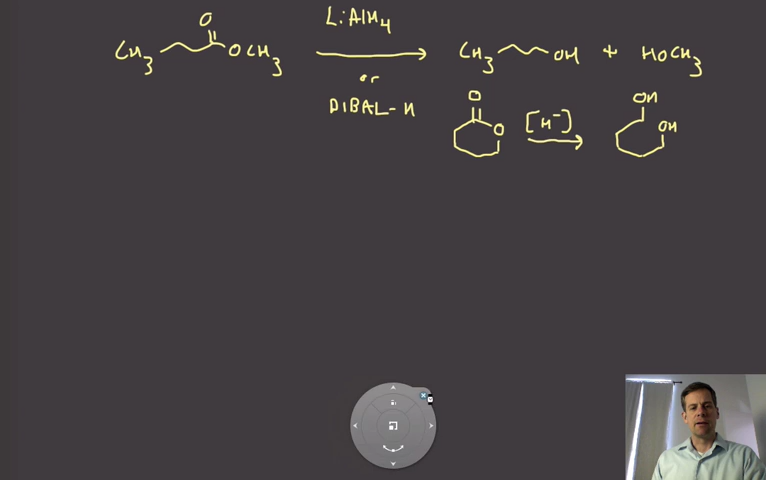 CH3 O OCH3 LiAlH4 CH3 OH + HOCH3
or
DIBAL-H
O O [H-] OH OH